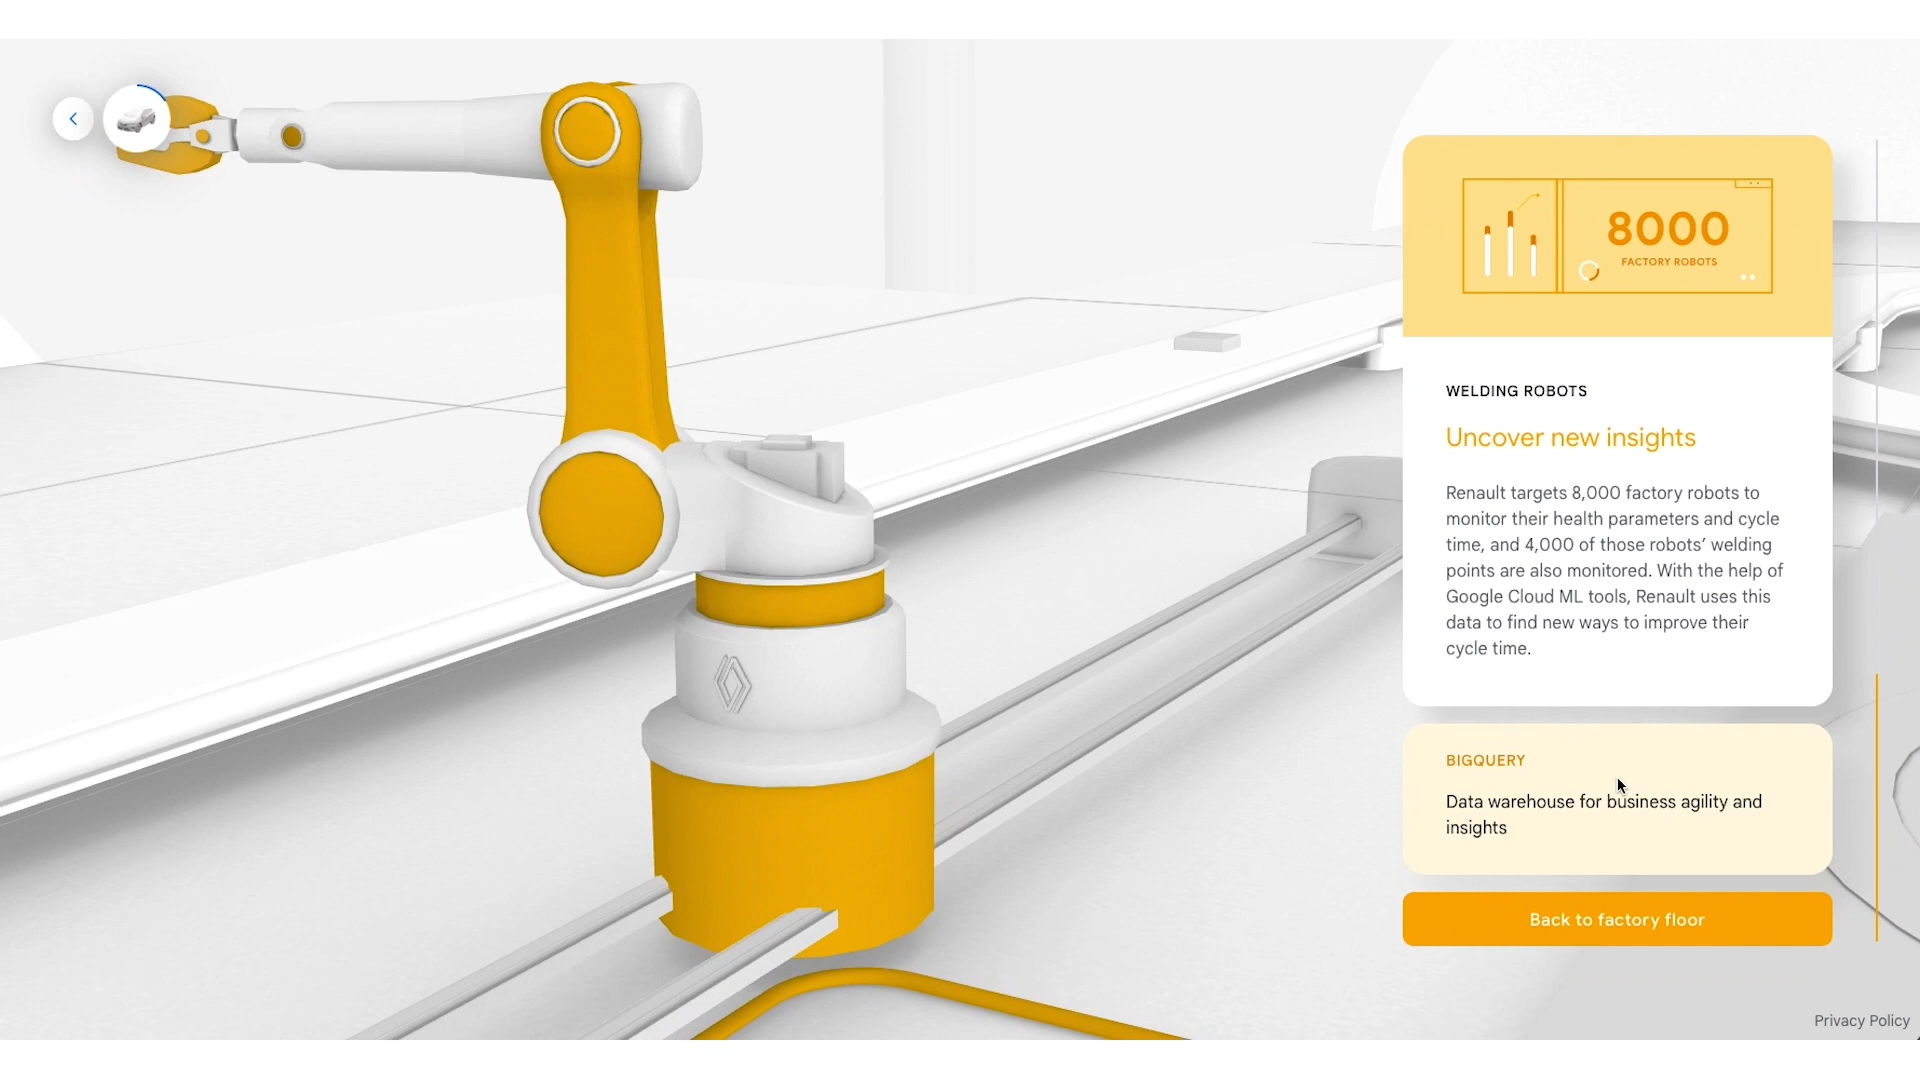 8000
FACTORY ROBOTS
WELDING ROBOTS
Uncover new insights
Renault targets 8,000 factory robots to
monitor their health parameters and cycle
time, and 4,000 of those robots’ welding
points are also monitored. With the help of
Google Cloud ML tools, Renault uses this
data to find new ways to improve their
cycle time.
BIGQUERY
Data warehouse for business agility and
insights
Back to factory floor
Privacy Policy